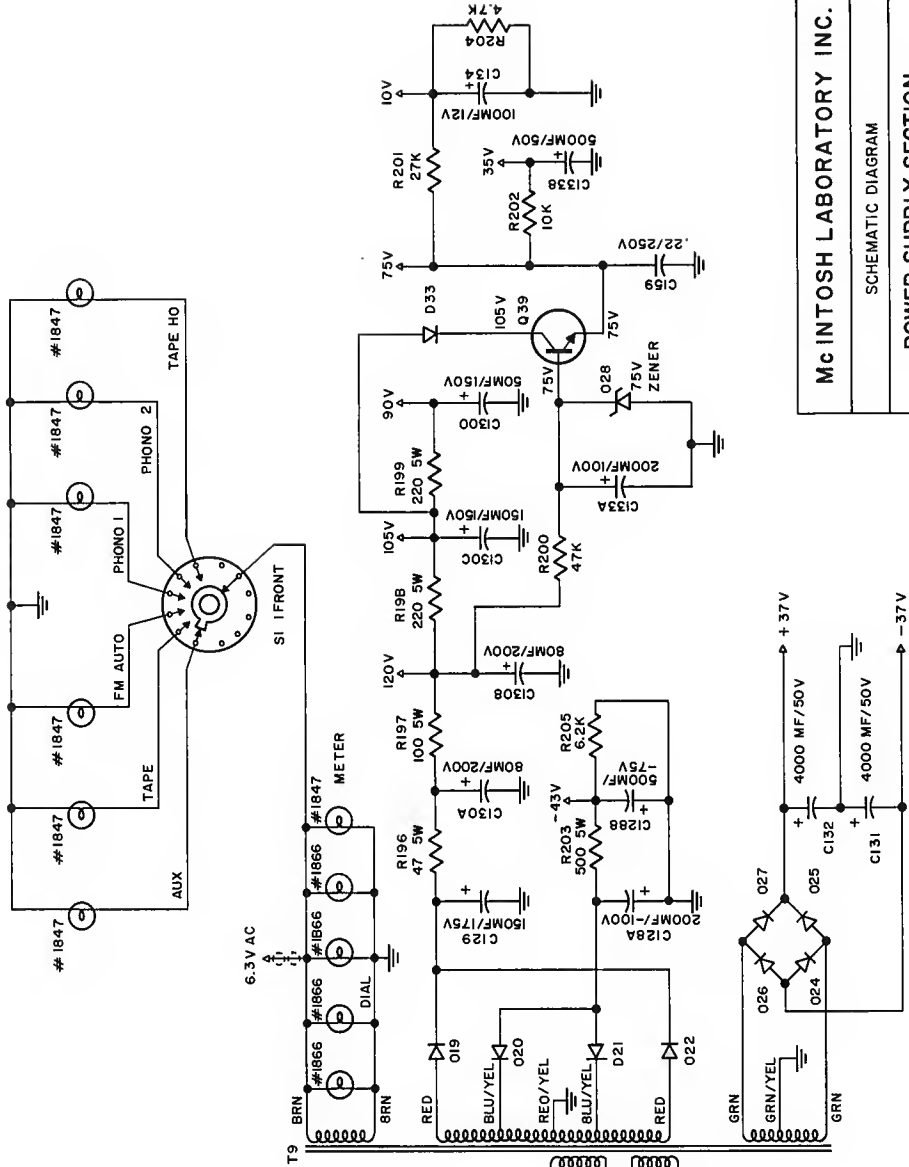 #1847
#1847
#1847
#1847
#1847
#1847
AUX
TAPE
FM AUTO
PHONO 1
PHONO 2
TAPE HD
S1 1 FRONT
6.3V AC
BRN
#1866
#1866
#1866
#1866
#1847
METER
DIAL
BRN
T9
RED
BLU/YEL
RED/YEL
BLU/YEL
RED
D19
D20
D21
D22
C129
150MF/175V
R196
47 5W
C130A
80MF/200V
R197
100 5W
120V
C130B
80MF/200V
R198
220 5W
105V
C130C
150MF/150V
R199
220 5W
90V
C130D
50MF/150V
R200
47K
C133A
200MF/100V
D28
75V
ZENER
75V
Q39
105V
75V
D33
75V
C159
.22/250V
R201
27K
R202
10K
35V
C133B
500MF/50V
10V
C134
100MF/12V
R204
4.7K
C128A
200MF/-100V
R203
500 5W
-43V
C128B
500MF/
-75V
R205
6.2K
GRN
GRN/YEL
GRN
D26
D27
D24
D25
+37V
4000 MF/50V
C132
4000 MF/50V
C131
-37V
McINTOSH LABORATORY INC.
SCHEMATIC DIAGRAM
POWER SUPPLY SECTION